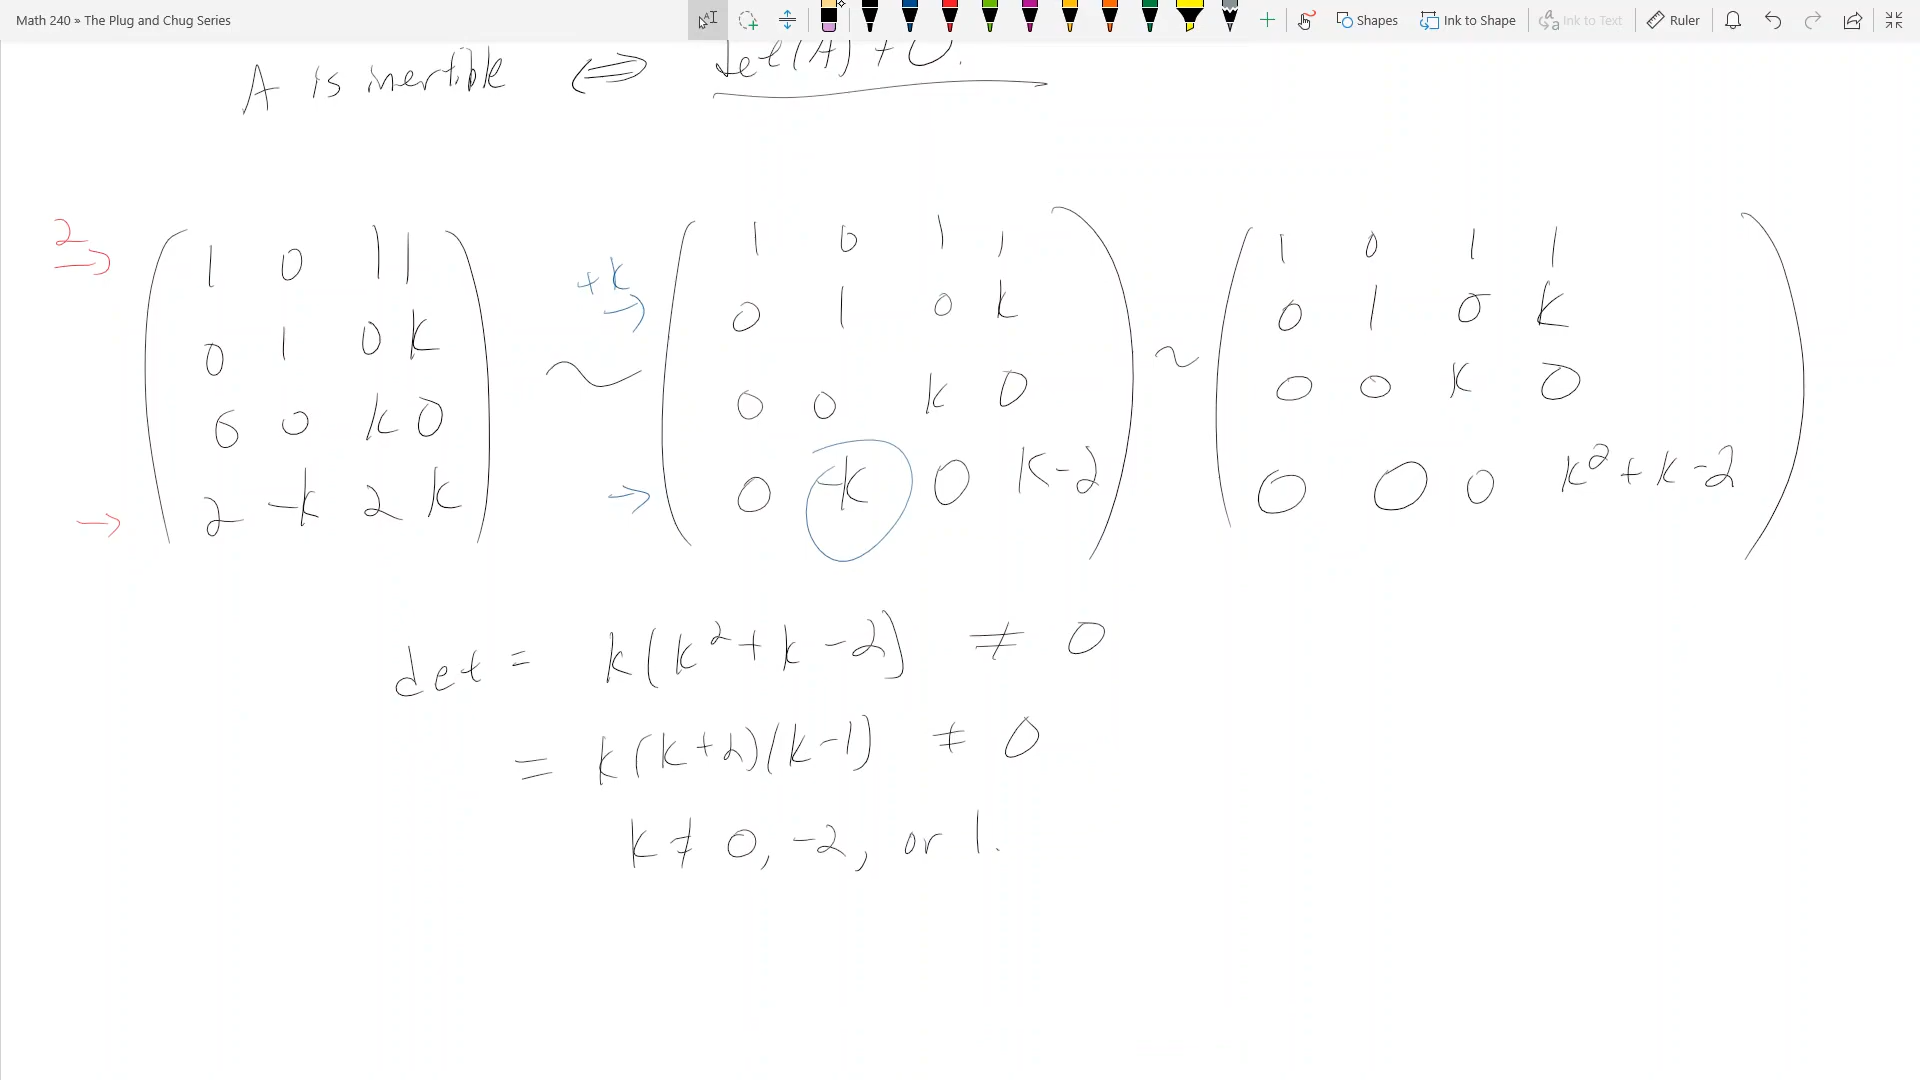 Math 240 » The Plug and Chug Series
Shapes Ink to Shape Ink to Text Ruler
A is invertible ⟺ det(A) ≠ 0.
2 → ( 1 0 1 1 +k → ( 1 0 1 1 ( 1 0 1 1
0 1 0 k ) ~ 0 1 0 k ) ~ 0 1 0 k )
0 0 k 0 0 0 k 0 0 0 k 0
→ 2 -k 2 k → 0 -k 0 k-2 0 0 0 k²+k-2
det = k(k²+k-2) ≠ 0
= k(k+2)(k-1) ≠ 0
k ≠ 0, -2, or 1.